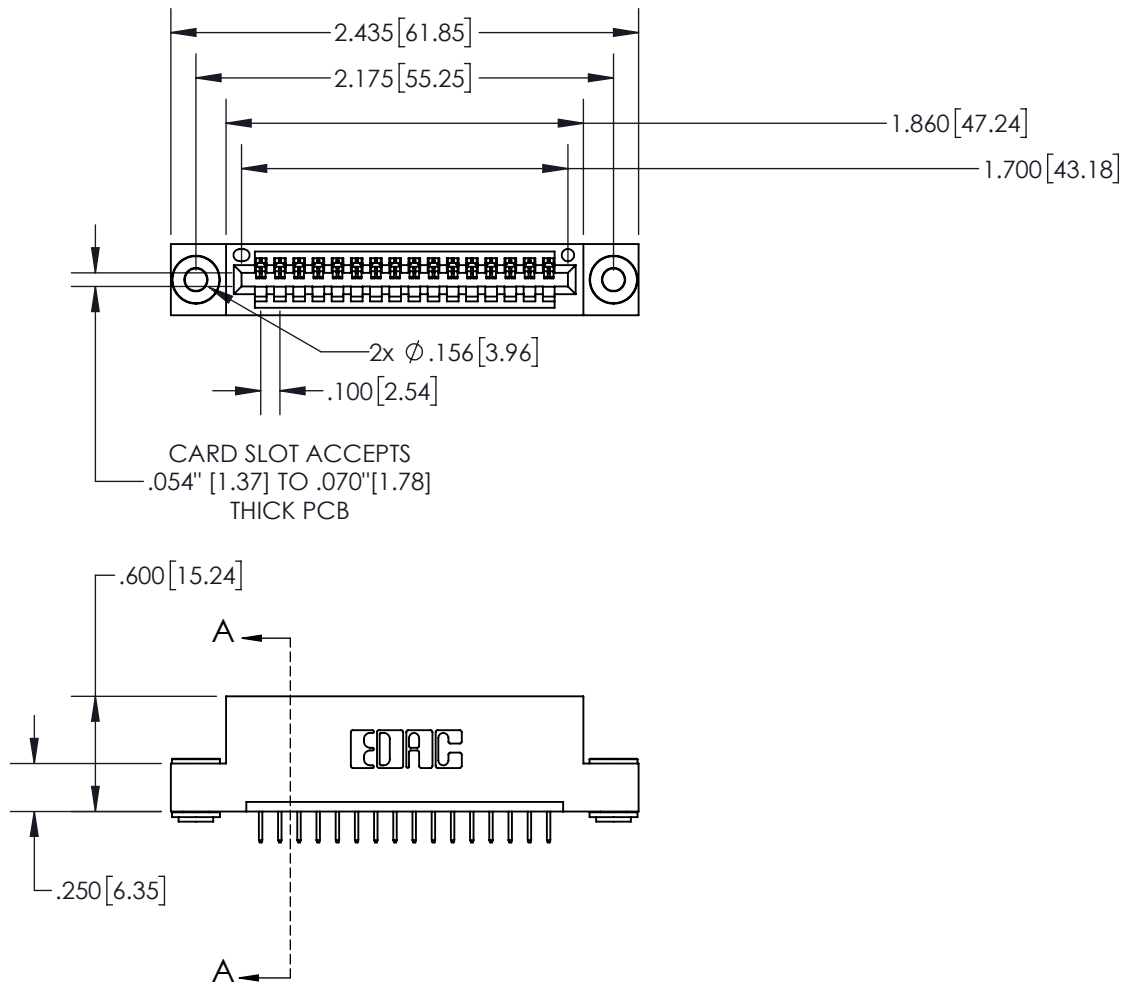 2.435[61.85]
2.175[55.25]
1.860[47.24]
1.700[43.18]
2x Ø.156[3.96]
.100[2.54]
CARD SLOT ACCEPTS
.054" [1.37] TO .070"[1.78]
THICK PCB
.600[15.24]
A
EDAC
.250[6.35]
A